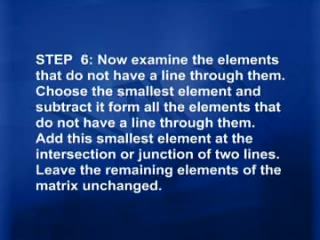 STEP  6: Now examine the elements
that do not have a line through them.
Choose the smallest element and
subtract it form all the elements that
do not have a line through them.
Add this smallest element at the
intersection or junction of two lines.
Leave the remaining elements of the
matrix unchanged.